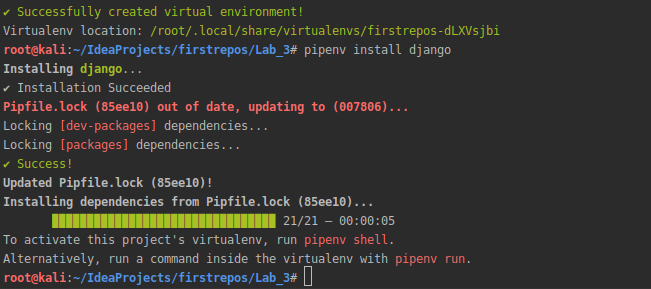 ✔ Successfully created virtual environment!
Virtualenv location: /root/.local/share/virtualenvs/firstrepos-dLXVsjbi
root@kali:~/IdeaProjects/firstrepos/Lab_3# pipenv install django
Installing django...
✔ Installation Succeeded
Pipfile.lock (85ee10) out of date, updating to (007806)...
Locking [dev-packages] dependencies...
Locking [packages] dependencies...
✔ Success!
Updated Pipfile.lock (85ee10)!
Installing dependencies from Pipfile.lock (85ee10)...
21/21 — 00:00:05
To activate this project's virtualenv, run pipenv shell.
Alternatively, run a command inside the virtualenv with pipenv run.
root@kali:~/IdeaProjects/firstrepos/Lab_3#